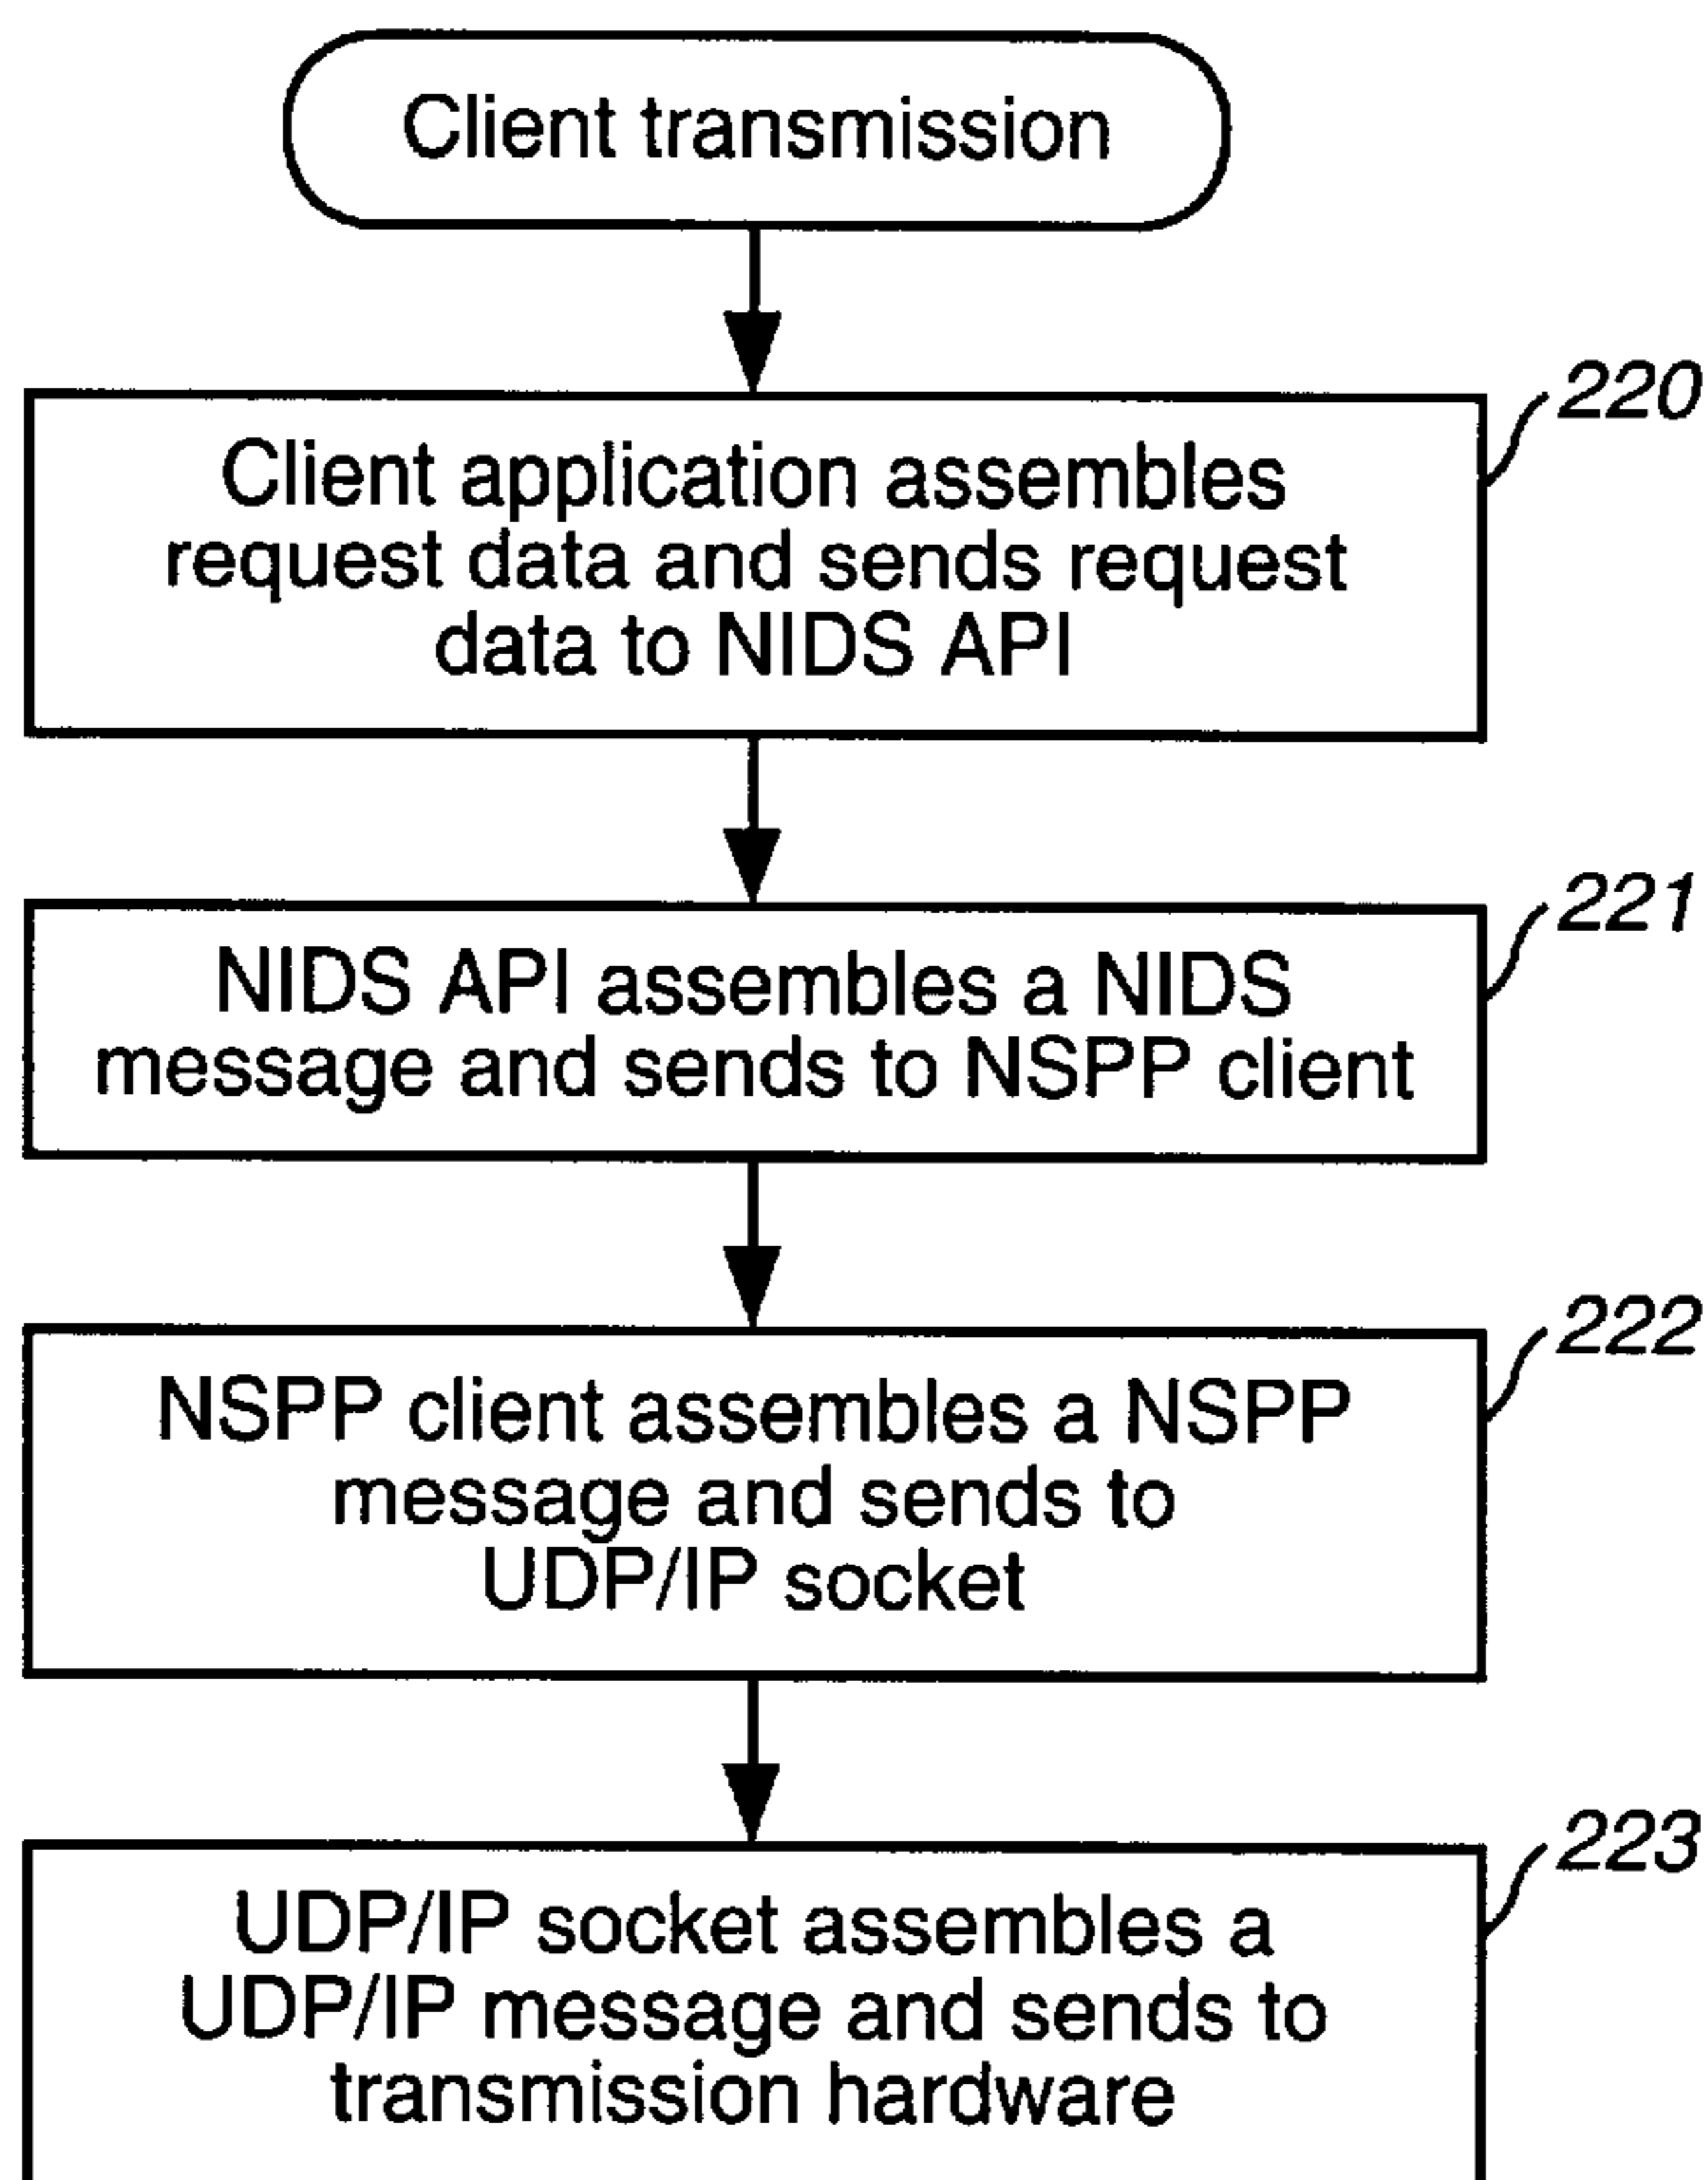 Client transmission
220
Client application assembles
request data and sends request
data to NIDS API
221
NIDS API assembles a NIDS
message and sends to NSPP client
222
NSPP client assembles a NSPP
message and sends to
UDP/IP socket
223
UDP/IP socket assembles a
UDP/IP message and sends to
transmission hardware